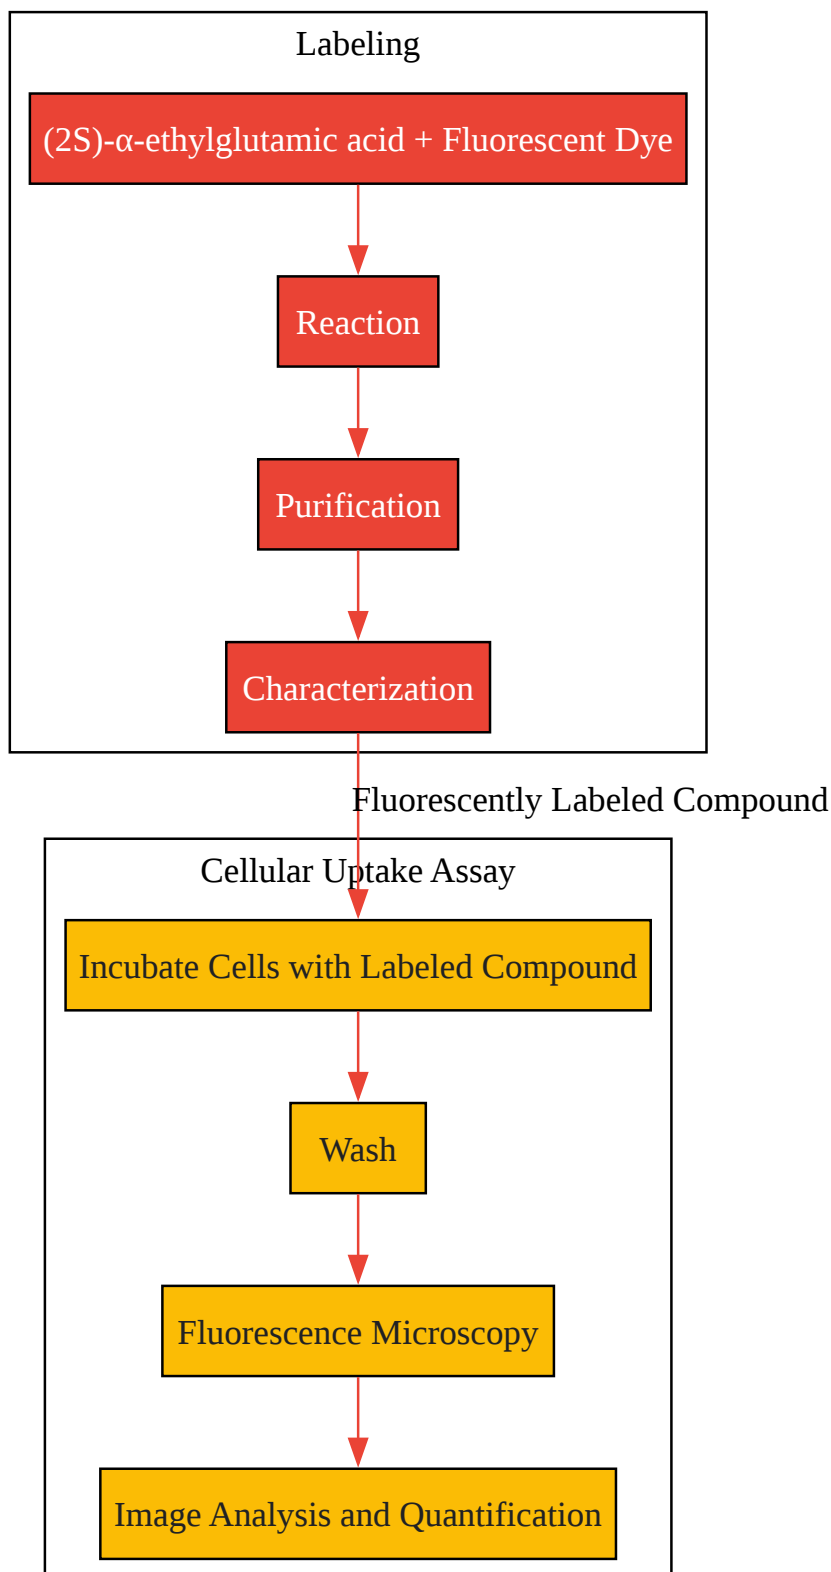 Labeling
(2S)-α-ethylglutamic acid + Fluorescent Dye
Reaction
Purification
Characterization
Fluorescently Labeled Compound
Cellular Uptake Assay
Incubate Cells with Labeled Compound
Wash
Fluorescence Microscopy
Image Analysis and Quantification